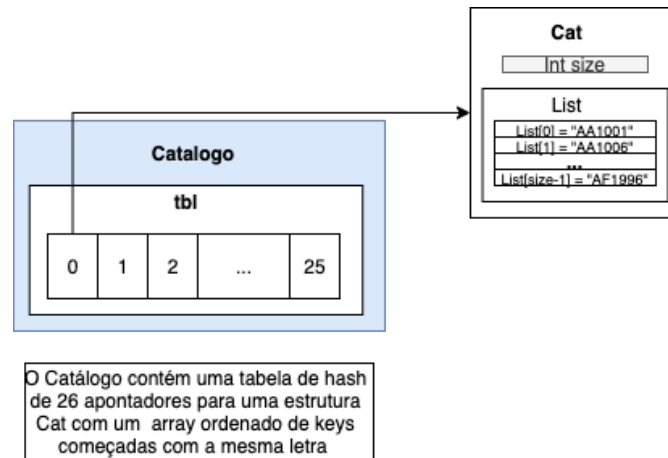 Cat
Int size
List
List[0] = "AA1001"
List[1] = "AA1006"
...
List[size-1] = "AF1996"
Catalogo
tbl
0 1 2 ... 25
O Catálogo contém uma tabela de hash
de 26 apontadores para uma estrutura
Cat com um array ordenado de keys
começadas com a mesma letra